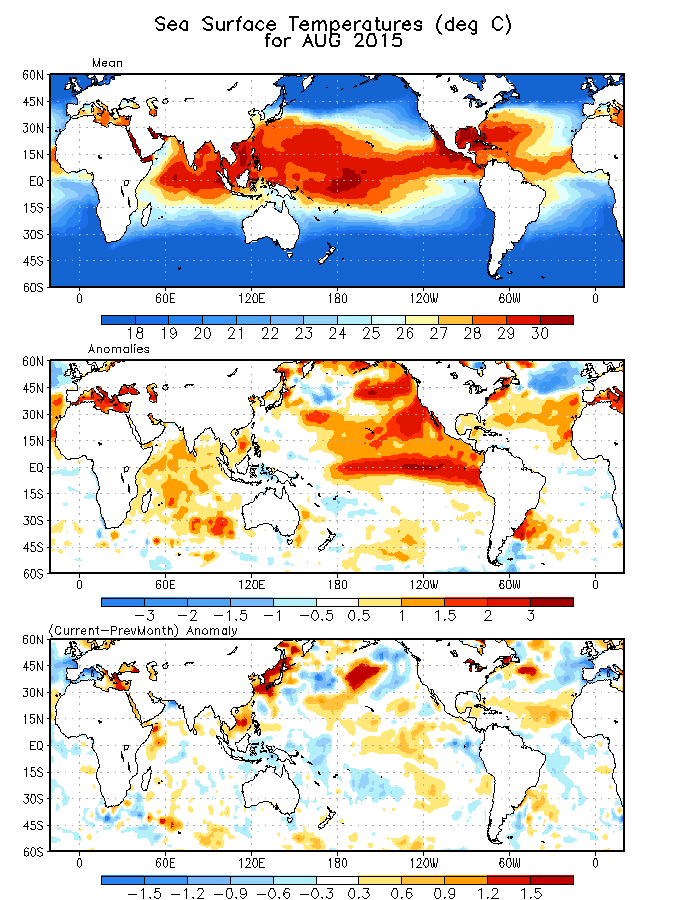 Sea Surface Temperatures (deg C)
for AUG 2015
Mean
60N
45N
30N
15N
EQ
15S
30S
45S
60S
0 60E 120E 180 120W 60W 0
18 19 20 21 22 23 24 25 26 27 28 29 30
Anomalies
60N
45N
30N
15N
EQ
15S
30S
45S
60S
0 60E 120E 180 120W 60W 0
−3 −2 −1.5 −1 −0.5 0.5 1 1.5 2 3
(Current−PrevMonth) Anomaly
60N
45N
30N
15N
EQ
15S
30S
45S
60S
0 60E 120E 180 120W 60W 0
−1.5 −1.2 −0.9 −0.6 −0.3 0.3 0.6 0.9 1.2 1.5